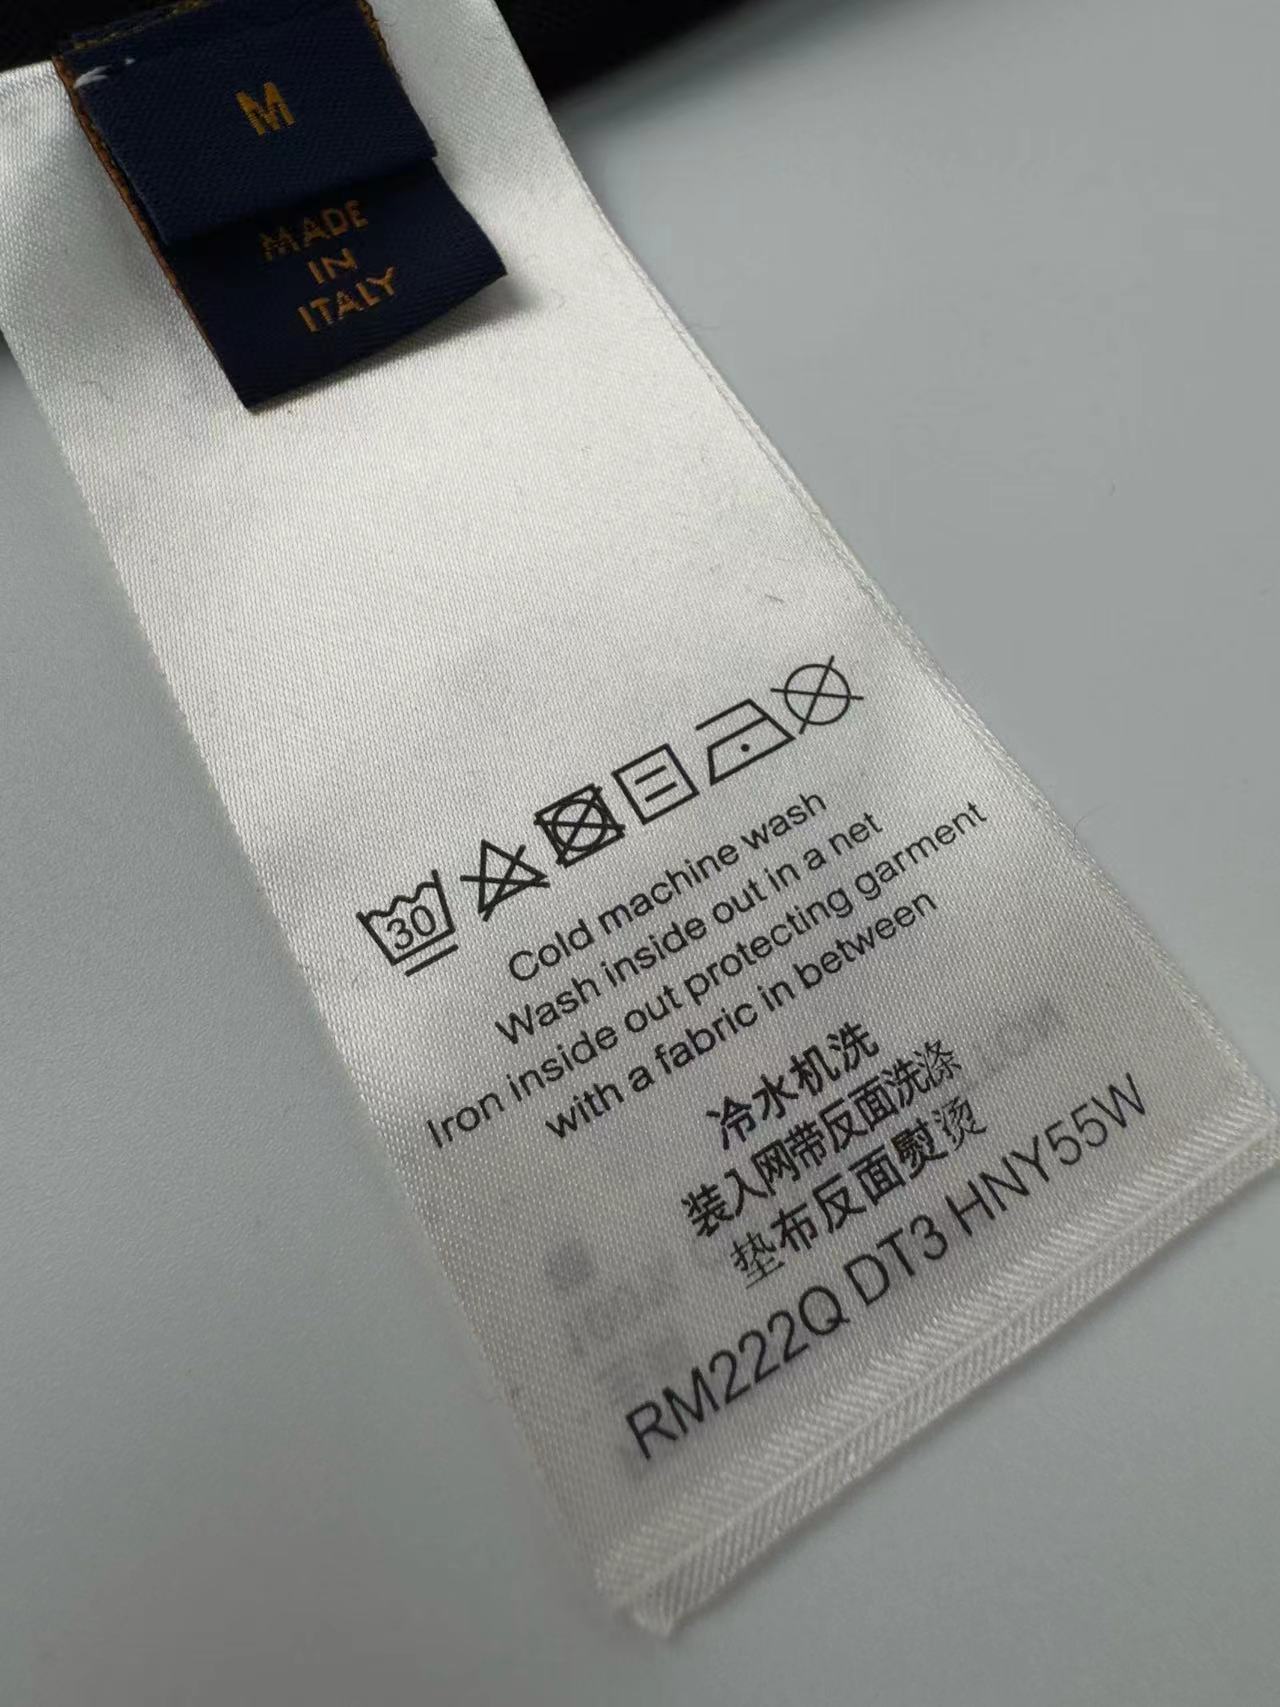 M
MADE
IN
ITALY
30
Cold machine wash
Wash inside out in a net
Iron inside out protecting garment
with a fabric in between
冷水机洗
装入网带反面洗涤
垫布反面熨烫
RM222Q DT3 HNY55W